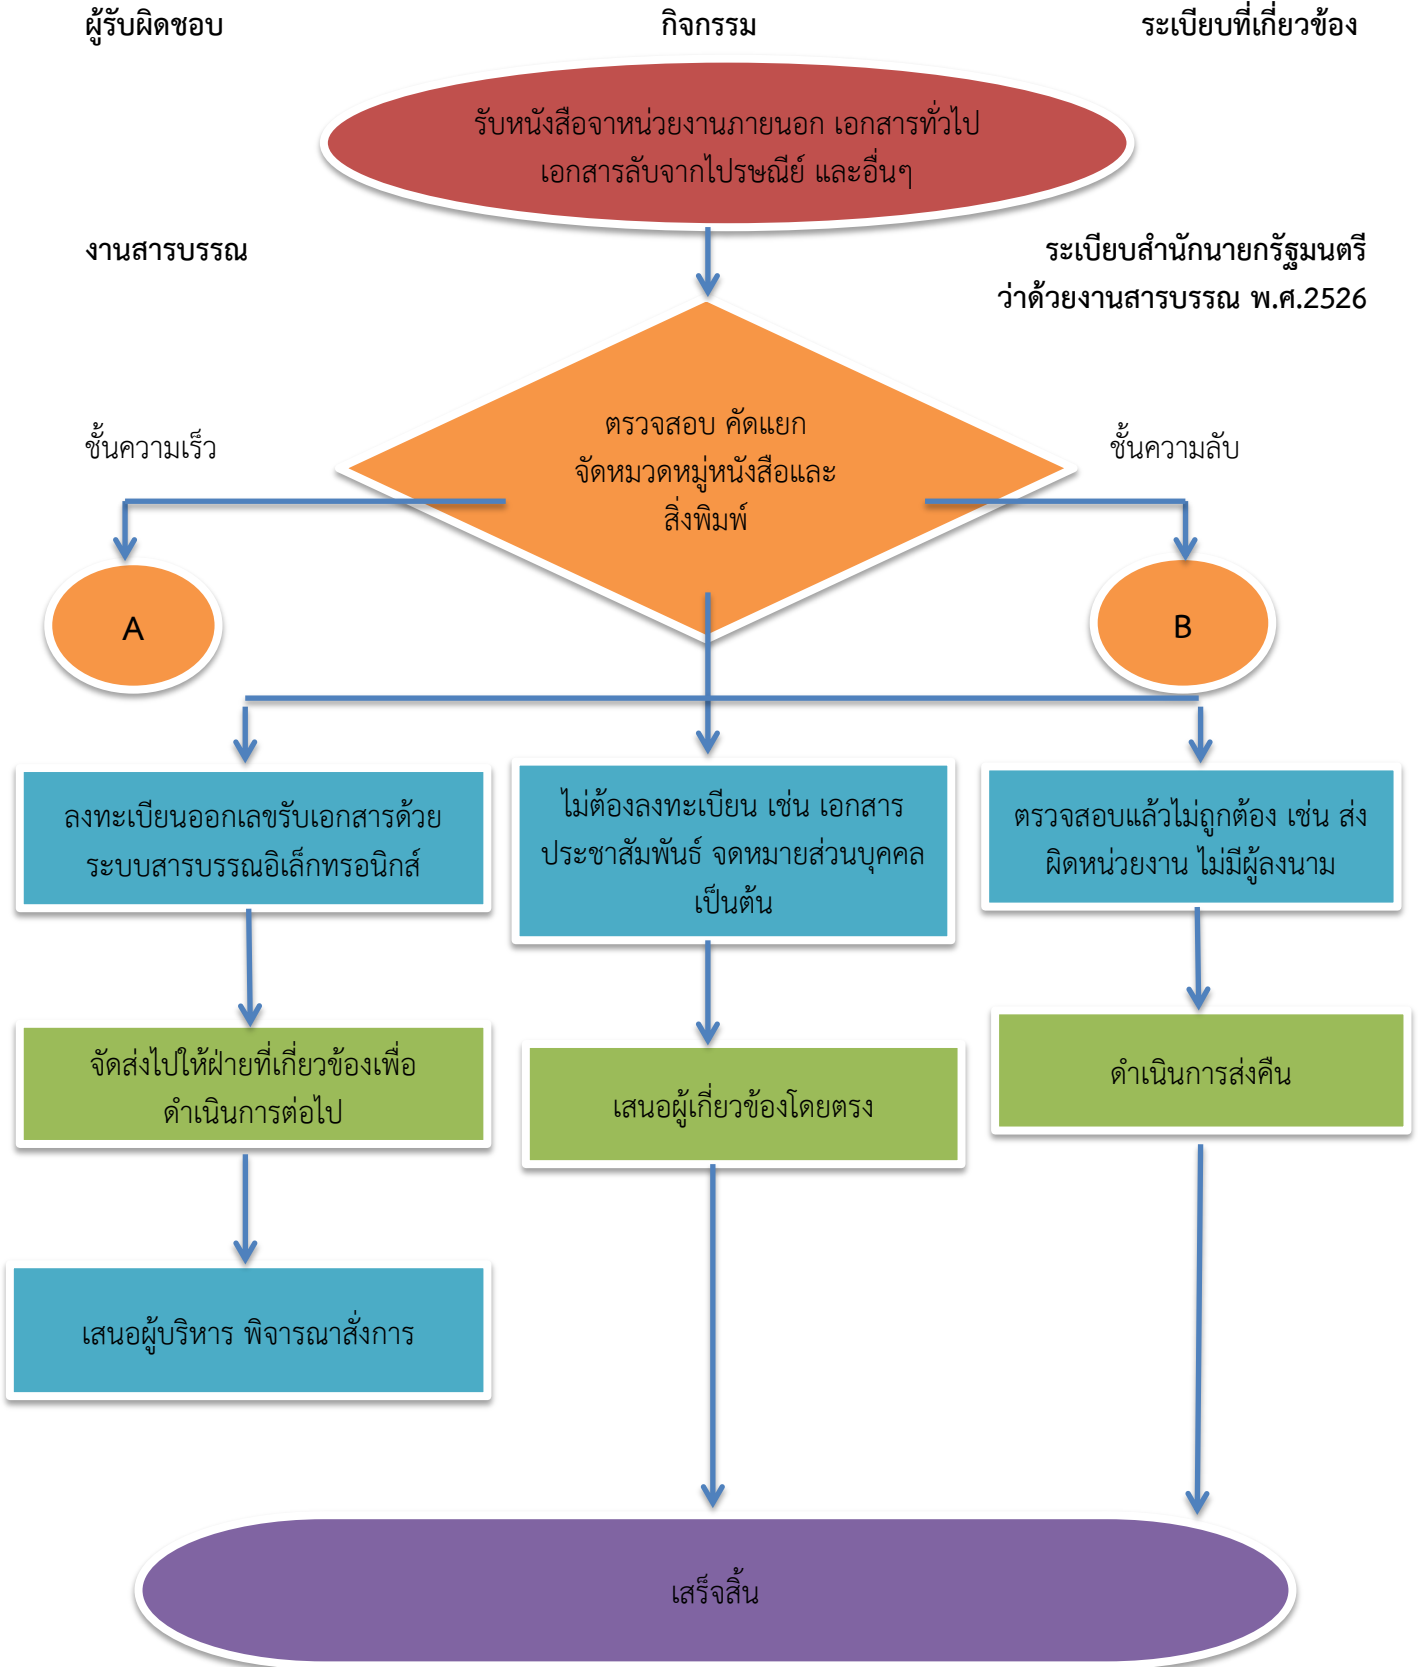 ผู้รับผิดชอบ
กิจกรรม
ระเบียบที่เกี่ยวข้อง
รับหนังสือจาหน่วยงานภายนอก เอกสารทั่วไป
เอกสารลับจากไปรษณีย์ และอื่นๆ
งานสารบรรณ
ระเบียบสำนักนายกรัฐมนตรี
ว่าด้วยงานสารบรรณ พ.ศ.2526
ตรวจสอบ คัดแยก
จัดหมวดหมู่หนังสือและ
สิ่งพิมพ์
ชั้นความเร็ว
ชั้นความลับ
A
B
ลงทะเบียนออกเลขรับเอกสารด้วย
ระบบสารบรรณอิเล็กทรอนิกส์
ไม่ต้องลงทะเบียน เช่น เอกสาร
ประชาสัมพันธ์ จดหมายส่วนบุคคล
เป็นต้น
ตรวจสอบแล้วไม่ถูกต้อง เช่น ส่ง
ผิดหน่วยงาน ไม่มีผู้ลงนาม
จัดส่งไปให้ฝ่ายที่เกี่ยวข้องเพื่อ
ดำเนินการต่อไป
เสนอผู้เกี่ยวข้องโดยตรง
ดำเนินการส่งคืน
เสนอผู้บริหาร พิจารณาสั่งการ
เสร็จสิ้น